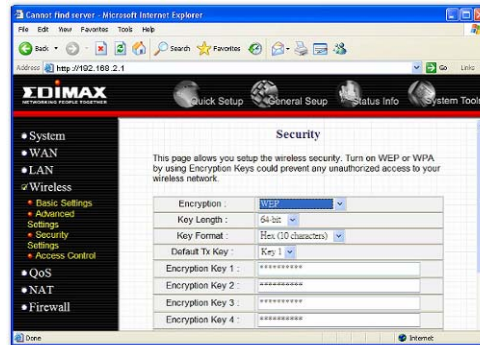 Cannot find server - Microsoft Internet Explorer
File Edit View Favorites Tools Help
Back Search Favorites
Address http://192.168.2.1 Go Links
EDIMAX
NETWORKING PEOPLE TOGETHER
Quick Setup General Seup Status Info System Tools
System
WAN
LAN
Wireless
Basic Settings
Advanced
Settings
Security
Settings
Access Control
QoS
NAT
Firewall
Security
This page allows you setup the wireless security. Turn on WEP or WPA
by using Encryption Keys could prevent any unauthorized access to your
wireless network.
Encryption : WEP
Key Length : 64-bit
Key Format : Hex (10 characters)
Default Tx Key : Key 1
Encryption Key 1 : **********
Encryption Key 2 : **********
Encryption Key 3 : **********
Encryption Key 4 : **********
Done Internet